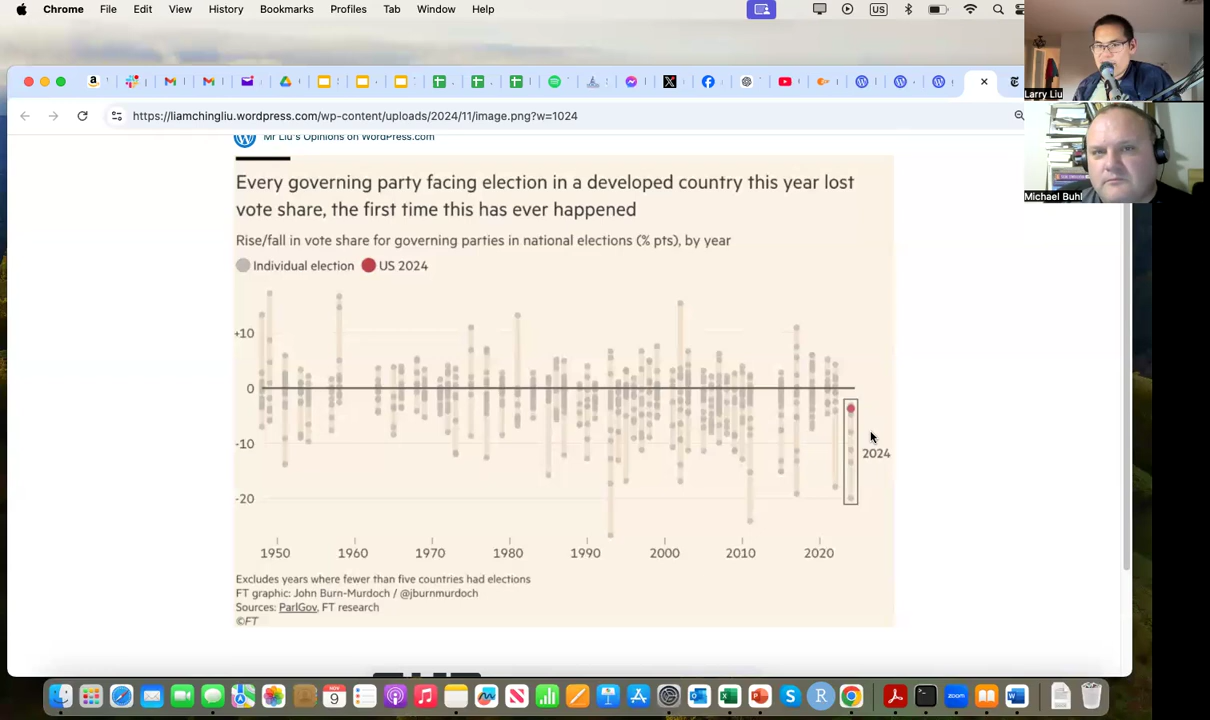 Chrome File Edit View History Bookmarks Profiles Tab Window Help
US
Larry Liu
https://liamchingliu.wordpress.com/wp-content/uploads/2024/11/image.png?w=1024
Mr Liu's Opinions on WordPress.com
Michael Buhl
Every governing party facing election in a developed country this year lost
vote share, the first time this has ever happened
Rise/fall in vote share for governing parties in national elections (% pts), by year
Individual election US 2024
+10
0
-10
2024
-20
1950 1960 1970 1980 1990 2000 2010 2020
Excludes years where fewer than five countries had elections
FT graphic: John Burn-Murdoch / @jburnmurdoch
Sources: ParlGov, FT research
©FT
NOV
9
zoom